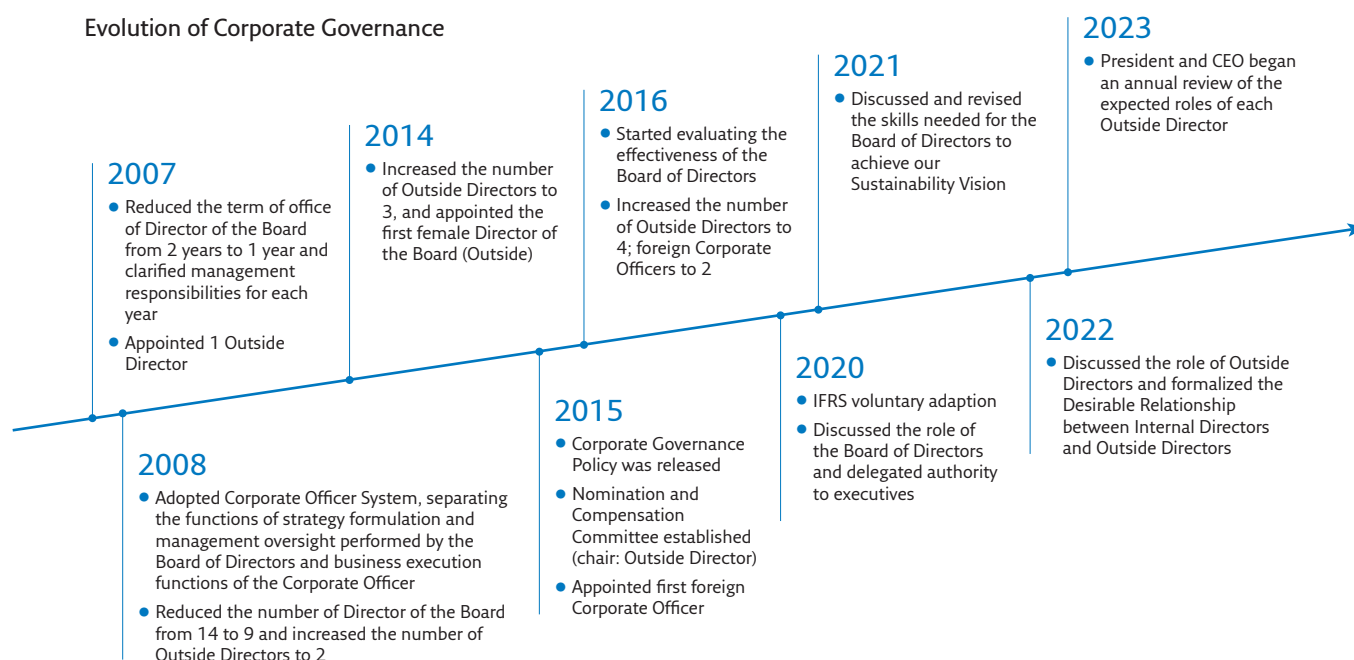 Evolution of Corporate Governance
2007
● Reduced the term of office
of Director of the Board
from 2 years to 1 year and
clarified management
responsibilities for each
year
● Appointed 1 Outside
Director
2008
● Adopted Corporate Officer System, separating
the functions of strategy formulation and
management oversight performed by the
Board of Directors and business execution
functions of the Corporate Officer
● Reduced the number of Director of the Board
from 14 to 9 and increased the number of
Outside Directors to 2
2014
● Increased the number
of Outside Directors to
3, and appointed the
first female Director of
the Board (Outside)
2015
● Corporate Governance
Policy was released
● Nomination and
Compensation
Committee established
(chair: Outside Director)
● Appointed first foreign
Corporate Officer
2016
● Started evaluating the
effectiveness of the
Board of Directors
● Increased the number
of Outside Directors to
4; foreign Corporate
Officers to 2
2020
● IFRS voluntary adaption
● Discussed the role of
the Board of Directors
and delegated authority
to executives
2021
● Discussed and revised
the skills needed for the
Board of Directors to
achieve our
Sustainability Vision
2022
● Discussed the role of Outside
Directors and formalized the
Desirable Relationship
between Internal Directors
and Outside Directors
2023
● President and CEO began
an annual review of the
expected roles of each
Outside Director